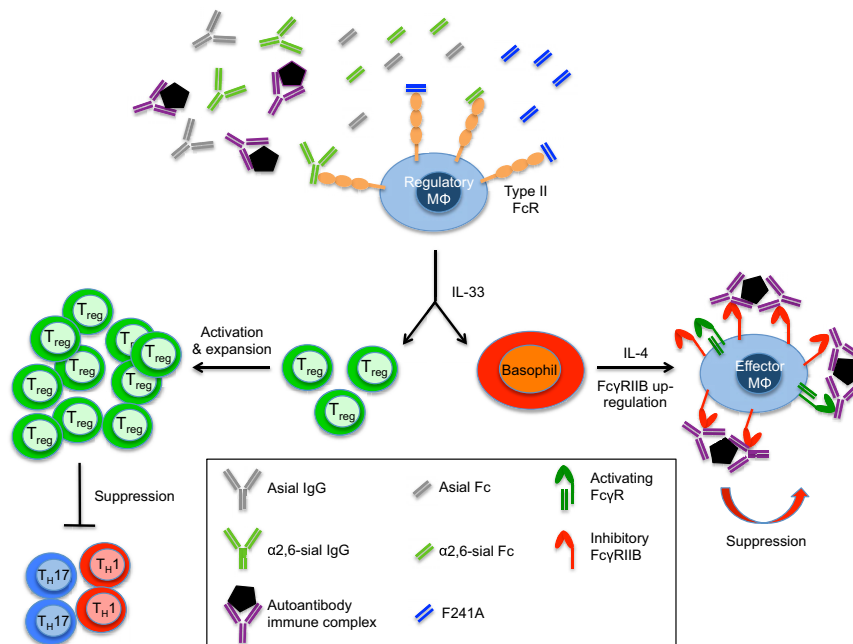 Regulatory
MΦ
Type II
FcR
IL-33
Treg
Treg
Treg
Treg
Treg
Treg
Treg
Treg
Treg
Treg
Activation
& expansion
Treg
Treg
Treg
Basophil
IL-4
FcγRIIB up-
regulation
Effector
MΦ
Suppression
Suppression
TH17
TH1
TH17
TH1
Asial IgG
Asial Fc
Activating
FcγR
α2,6-sial IgG
α2,6-sial Fc
Inhibitory
FcγRIIB
Autoantibody
immune complex
F241A